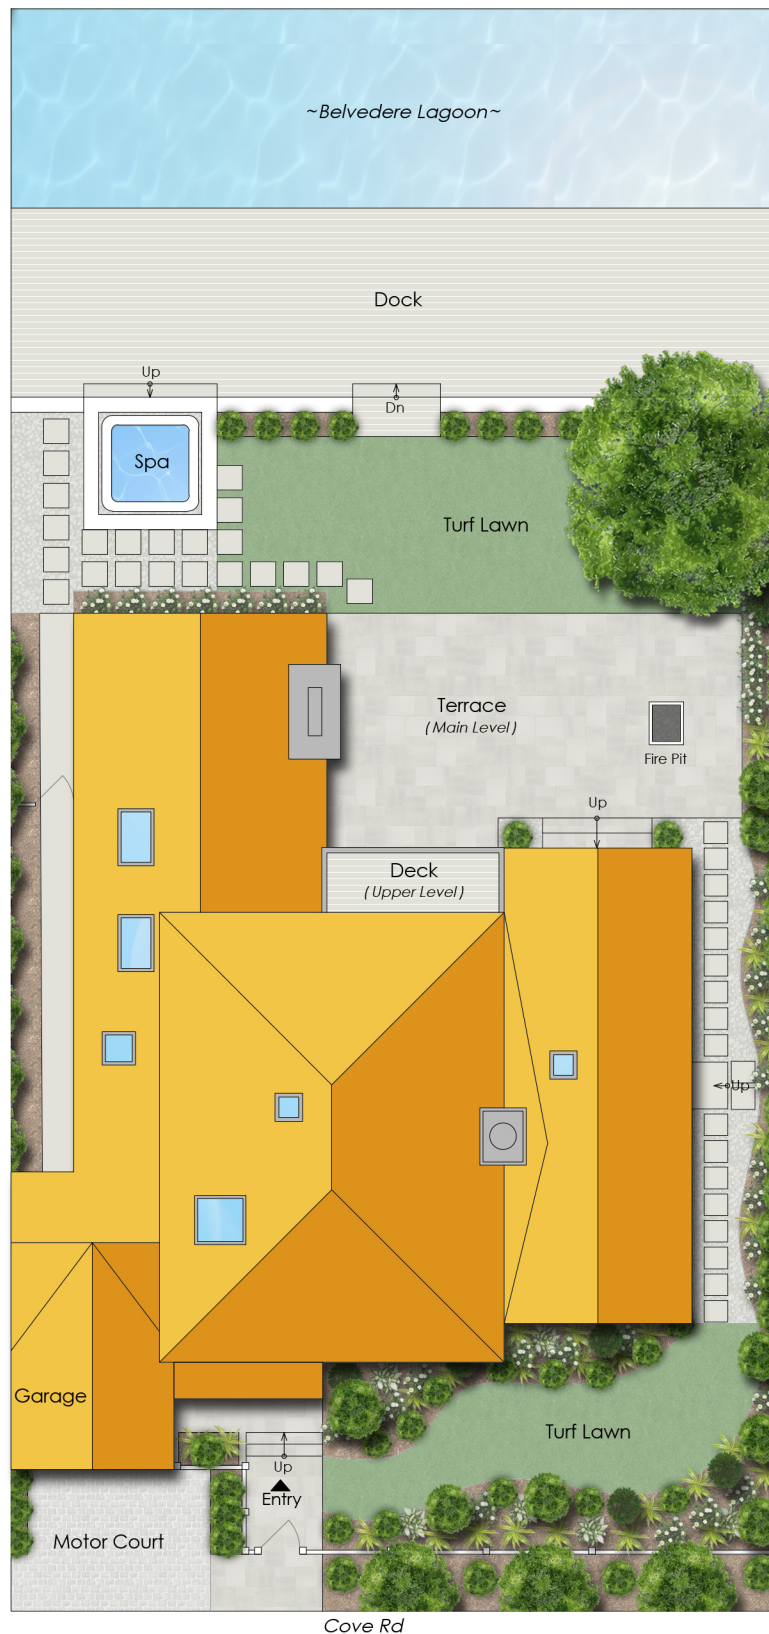 ~Belvedere Lagoon~
Dock
Up
Dn
Spa
Turf Lawn
Terrace
(Main Level)
Fire Pit
Up
Deck
(Upper Level)
Up
Garage
Turf Lawn
Up
Entry
Motor Court
Cove Rd